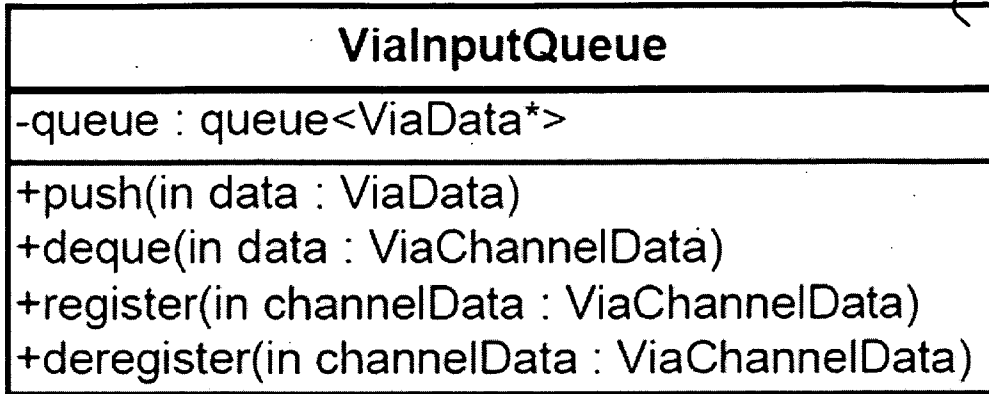 ViaInputQueue
-queue : queue<ViaData*>
+push(in data : ViaData)
+deque(in data : ViaChannelData)
+register(in channelData : ViaChannelData)
+deregister(in channelData : ViaChannelData)